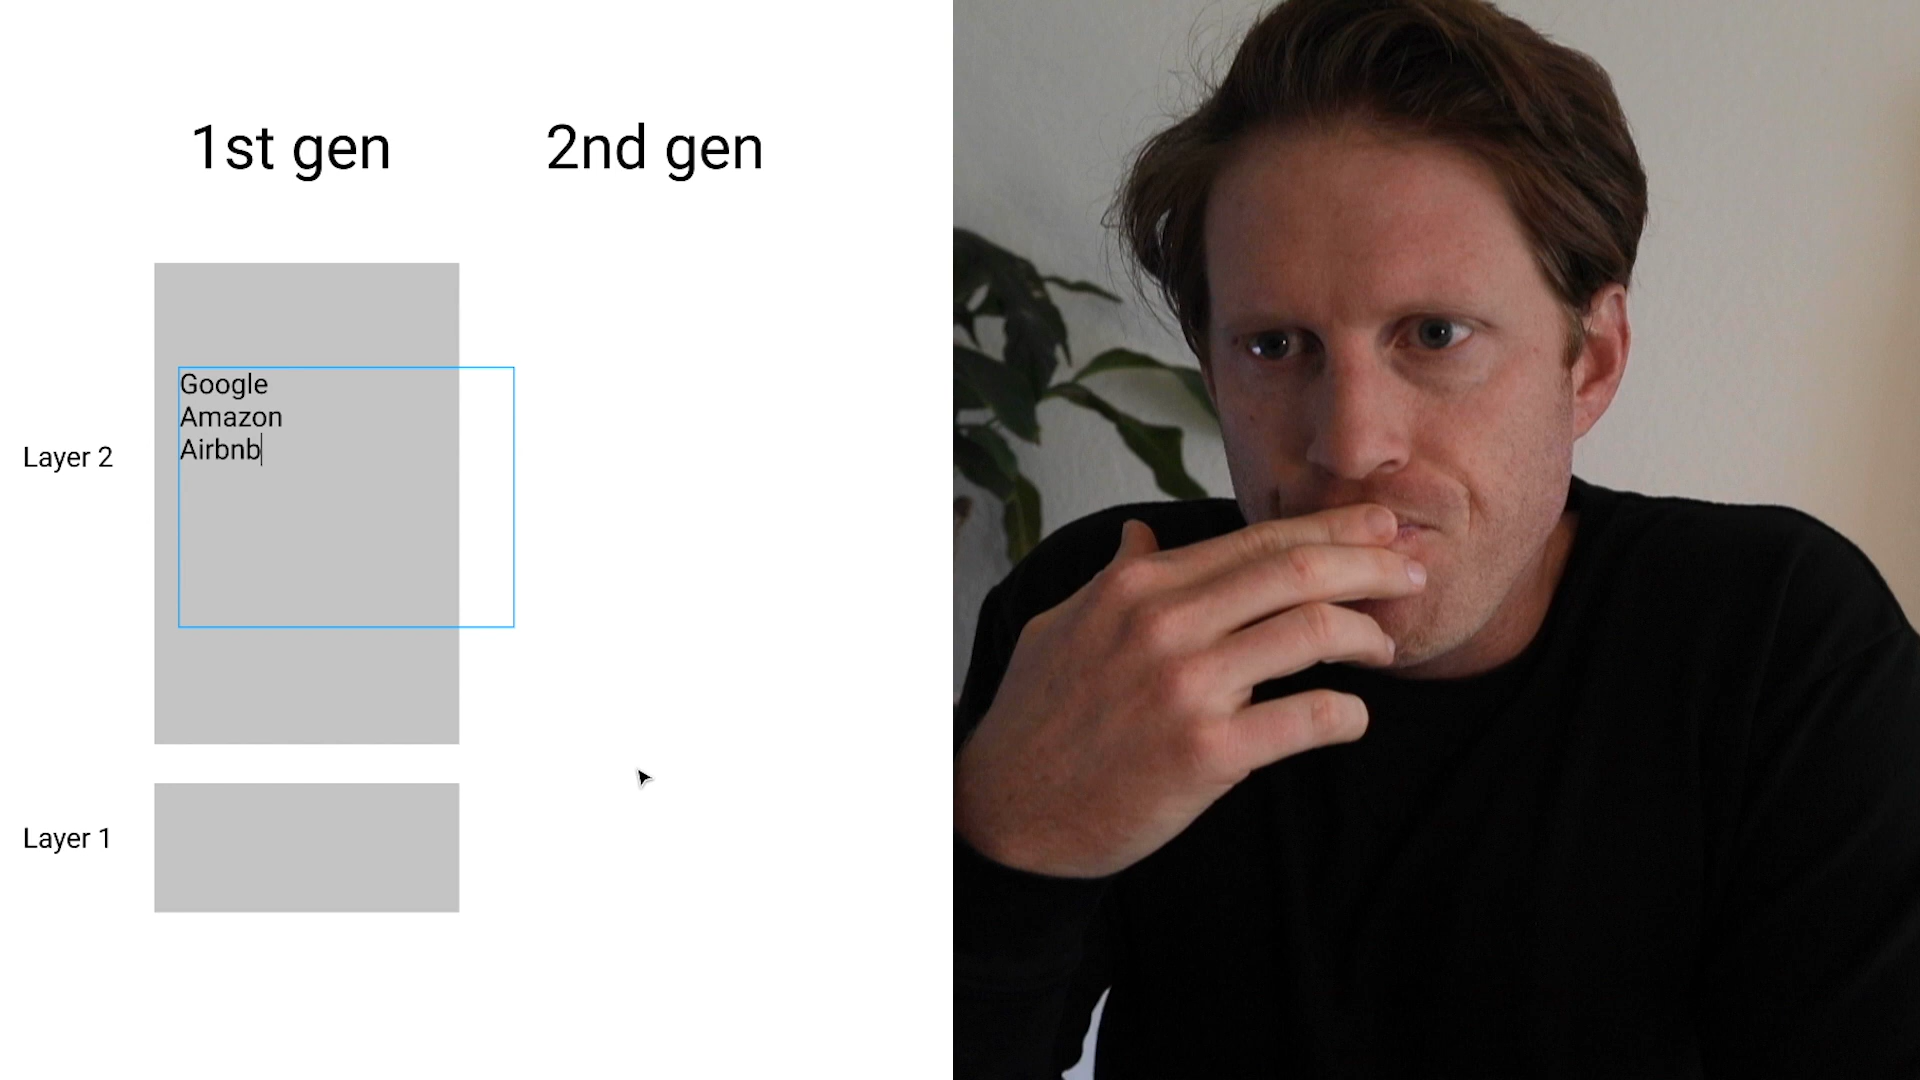 1st gen
2nd gen
Google
Amazon
Airbnb
Layer 2
Layer 1